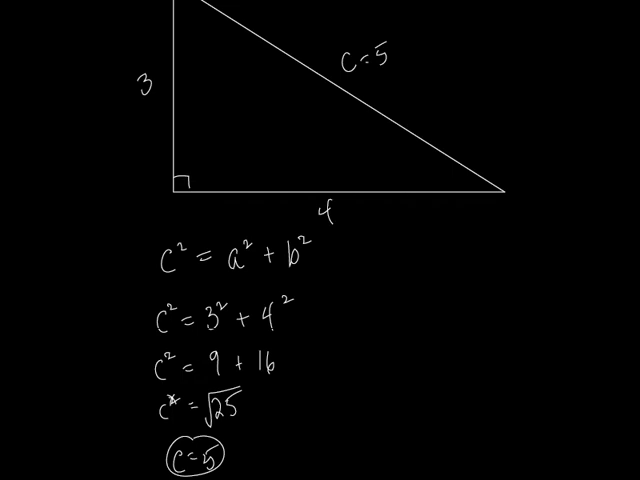 c=5
3
4
c² = a² + b²
c² = 3² + 4²
c² = 9 + 16
c = √25
c=5